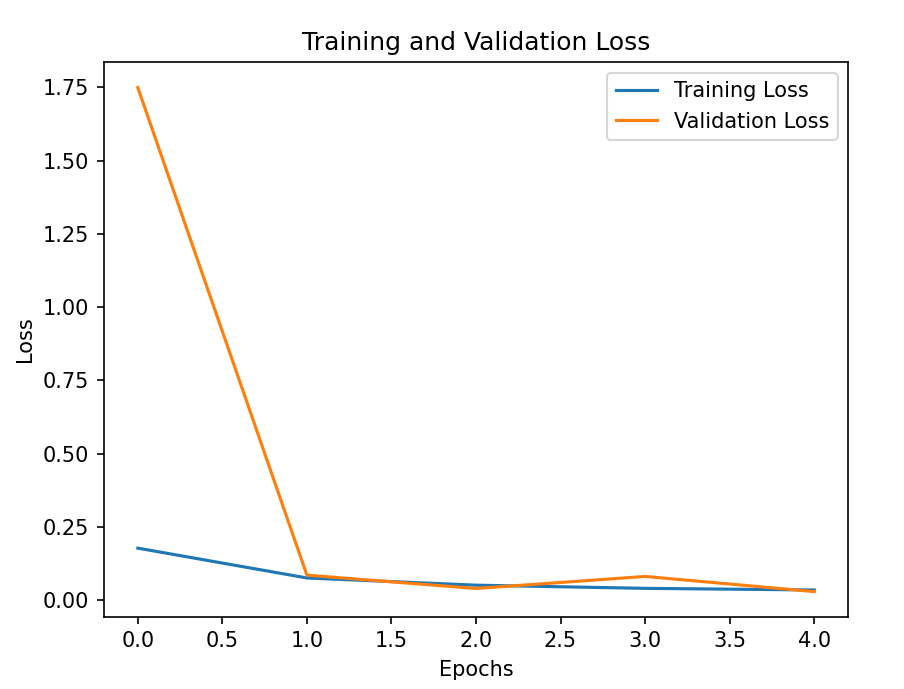 Training and Validation Loss
Training Loss
Validation Loss
1.75
1.50
1.25
1.00
0.75
0.50
0.25
0.00
Loss
0.0 0.5 1.0 1.5 2.0 2.5 3.0 3.5 4.0
Epochs